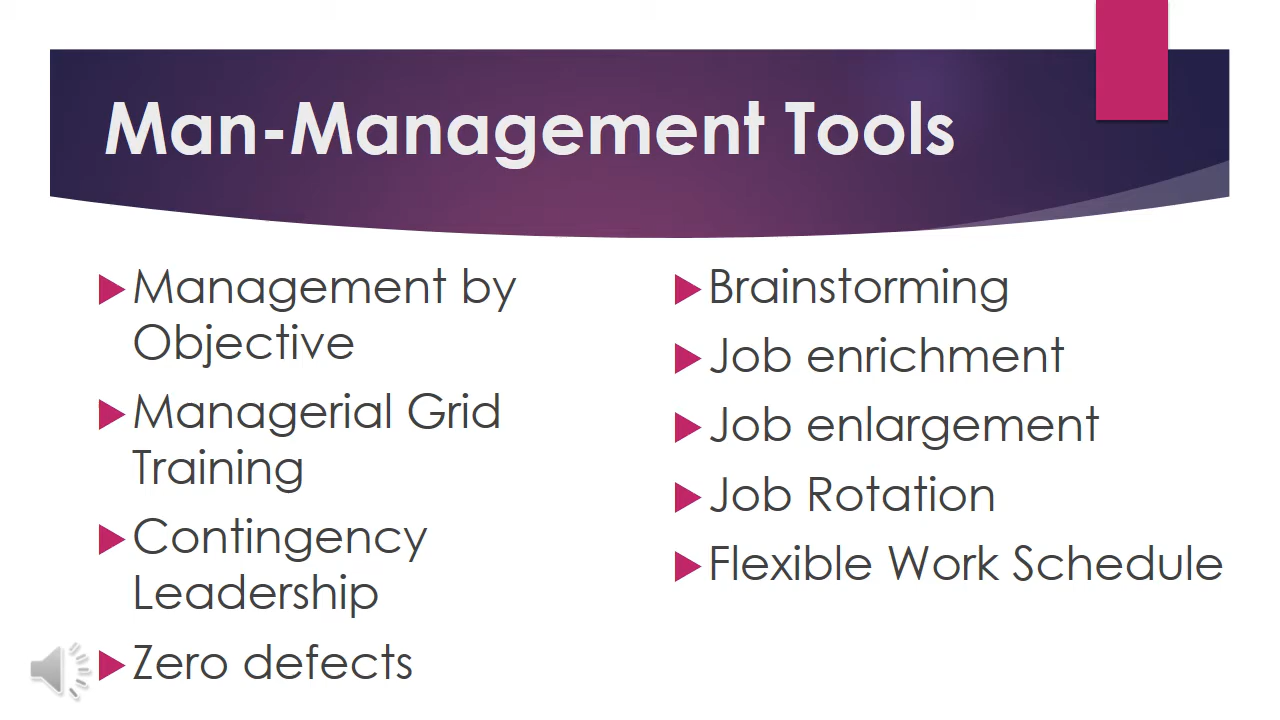 Man-Management Tools
Management by
Objective
Managerial Grid
Training
Contingency
Leadership
Zero defects
Brainstorming
Job enrichment
Job enlargement
Job Rotation
Flexible Work Schedule